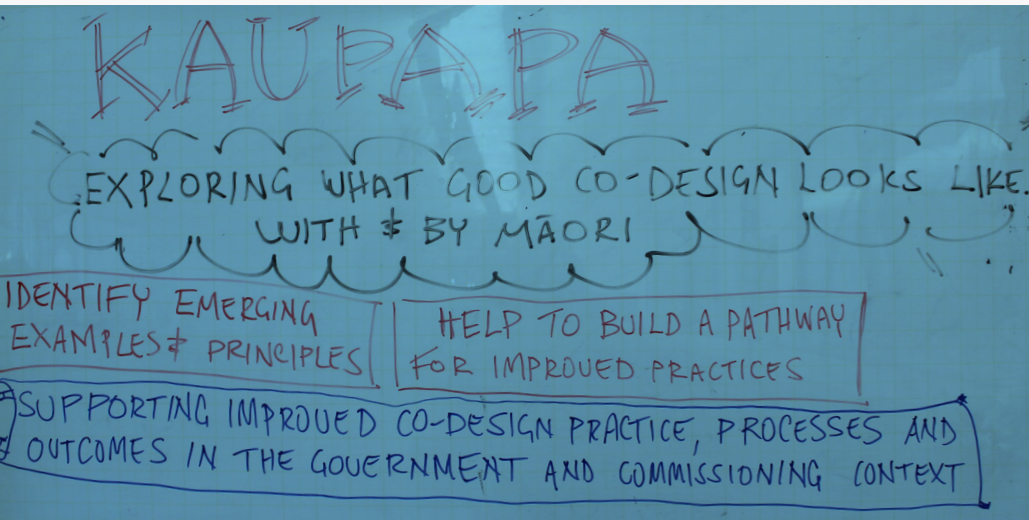 KAUPAPA
EXPLORING WHAT GOOD CO-DESIGN LOOKS LIKE.
WITH & BY MĀORI
IDENTIFY EMERGING
EXAMPLES & PRINCIPLES
HELP TO BUILD A PATHWAY
FOR IMPROVED PRACTICES
SUPPORTING IMPROVED CO-DESIGN PRACTICE, PROCESSES AND
OUTCOMES IN THE GOVERNMENT AND COMMISSIONING CONTEXT